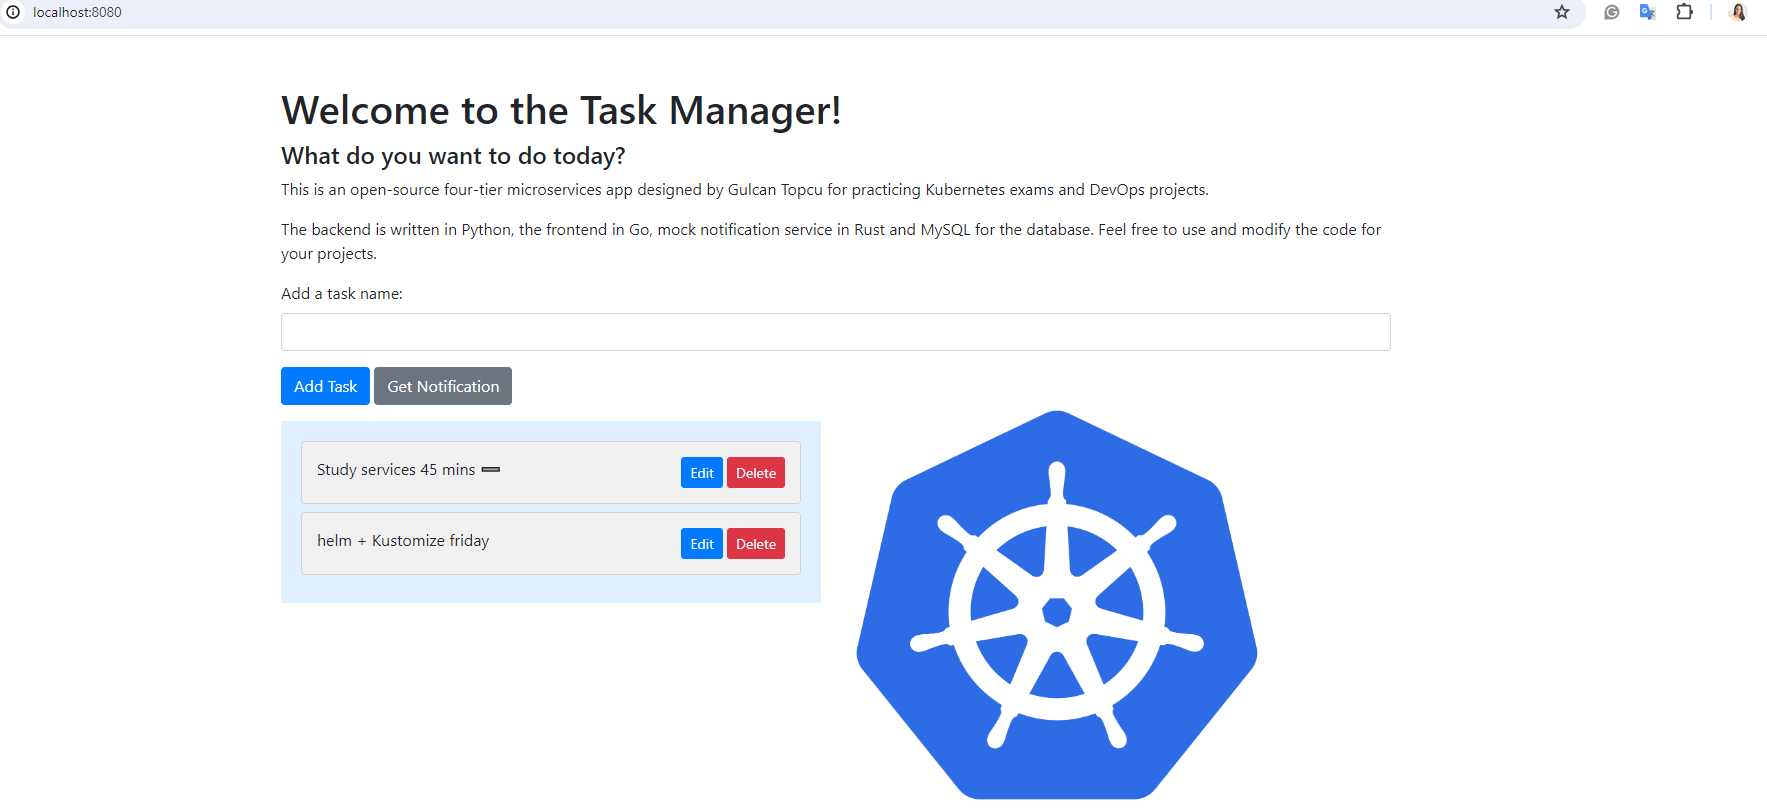 localhost:8080
Welcome to the Task Manager!
What do you want to do today?
This is an open-source four-tier microservices app designed by Gulcan Topcu for practicing Kubernetes exams and DevOps projects.
The backend is written in Python, the frontend in Go, mock notification service in Rust and MySQL for the database. Feel free to use and modify the code for
your projects.
Add a task name:
Add Task Get Notification
Study services 45 mins Edit Delete
helm + Kustomize friday Edit Delete